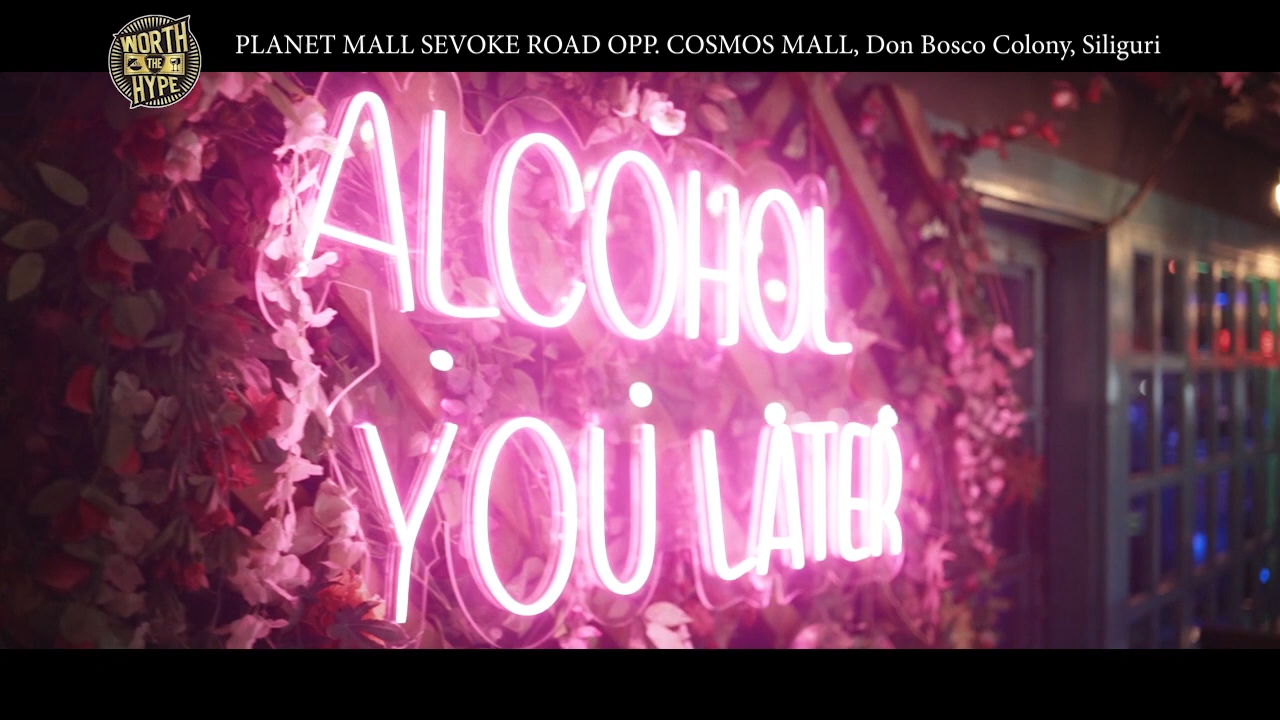 WORTH
THE
HYPE
PLANET MALL SEVOKE ROAD OPP. COSMOS MALL, Don Bosco Colony, Siliguri
ALCOHOL
YOU LATER